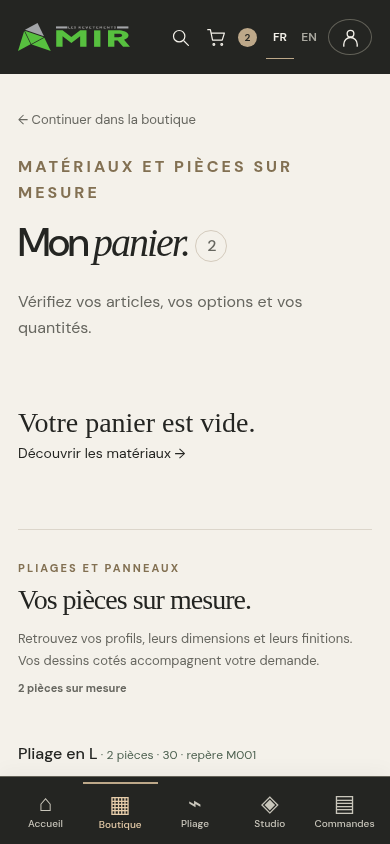 LES REVÊTEMENTS
MIR
2
FR
EN
← Continuer dans la boutique
MATÉRIAUX ET PIÈCES SUR
MESURE
Mon panier. 2
Vérifiez vos articles, vos options et vos
quantités.
Votre panier est vide.
Découvrir les matériaux →
PLIAGES ET PANNEAUX
Vos pièces sur mesure.
Retrouvez vos profils, leurs dimensions et leurs finitions.
Vos dessins cotés accompagnent votre demande.
2 pièces sur mesure
Pliage en L · 2 pièces · 30 · repère M001
Accueil
Boutique
Pliage
Studio
Commandes